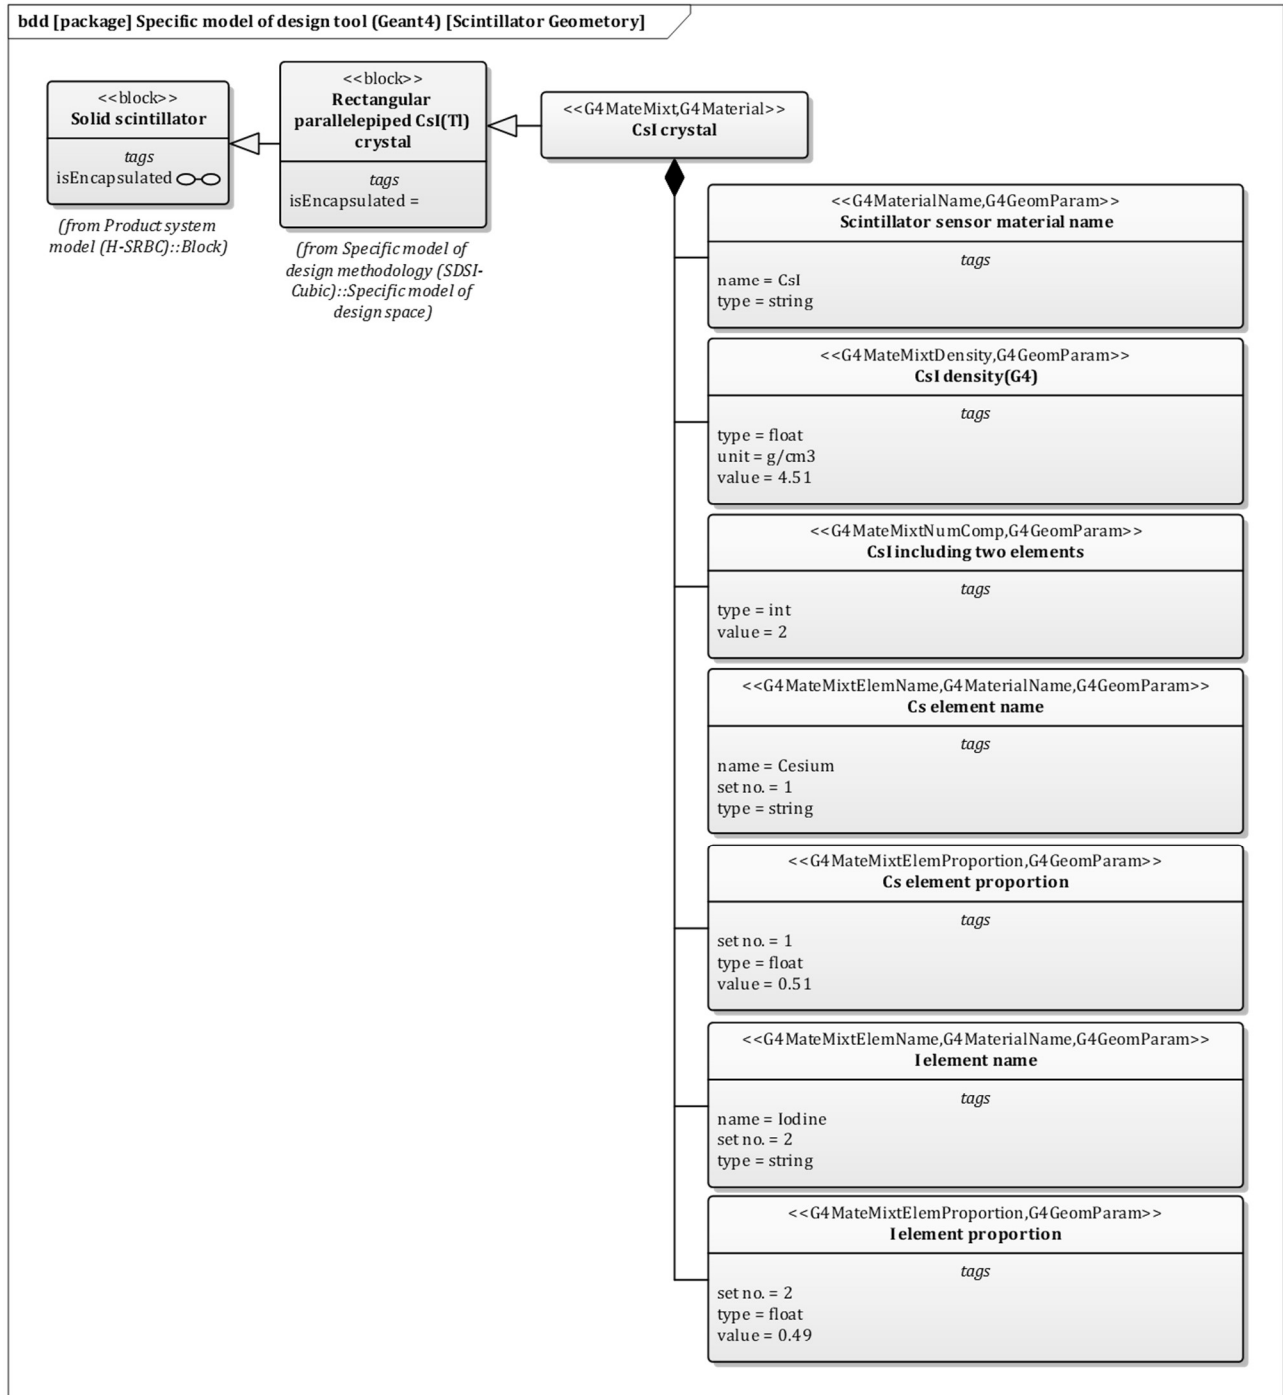 bdd [package] Specific model of design tool (Geant4) [Scintillator Geometory]
<<block>>
Solid scintillator
tags
isEncapsulated
(from Product system
model (H-SRBC)::Block)
<<block>>
Rectangular
parallelepiped CsI(Tl)
crystal
tags
isEncapsulated =
(from Specific model of
design methodology (SDSI-
Cubic)::Specific model of
design space)
<<G4MateMixt,G4Material>>
CsI crystal
<<G4MaterialName,G4GeomParam>>
Scintillator sensor material name
tags
name = CsI
type = string
<<G4MateMixtDensity,G4GeomParam>>
CsI density(G4)
tags
type = float
unit = g/cm3
value = 4.51
<<G4MateMixtNumComp,G4GeomParam>>
CsI including two elements
tags
type = int
value = 2
<<G4MateMixtElemName,G4MaterialName,G4GeomParam>>
Cs element name
tags
name = Cesium
set no. = 1
type = string
<<G4MateMixtElemProportion,G4GeomParam>>
Cs element proportion
tags
set no. = 1
type = float
value = 0.51
<<G4MateMixtElemName,G4MaterialName,G4GeomParam>>
I element name
tags
name = Iodine
set no. = 2
type = string
<<G4MateMixtElemProportion,G4GeomParam>>
I element proportion
tags
set no. = 2
type = float
value = 0.49